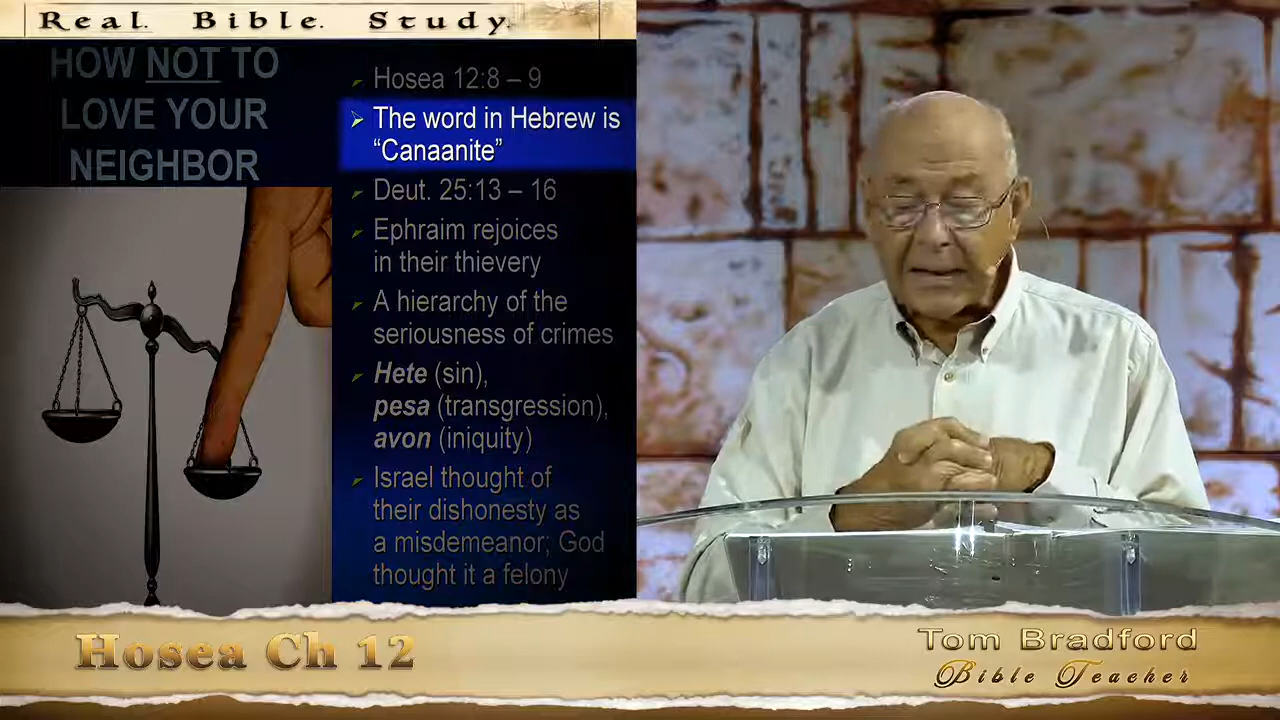 Real. Bible. Study.
HOW NOT TO
LOVE YOUR
NEIGHBOR
Hosea 12:8 – 9
The word in Hebrew is
“Canaanite”
Deut. 25:13 – 16
Ephraim rejoices
in their thievery
A hierarchy of the
seriousness of crimes
Hete (sin),
pesa (transgression),
avon (iniquity)
Israel thought of
their dishonesty as
a misdemeanor; God
thought it a felony
Hosea Ch 12
Tom Bradford
Bible Teacher